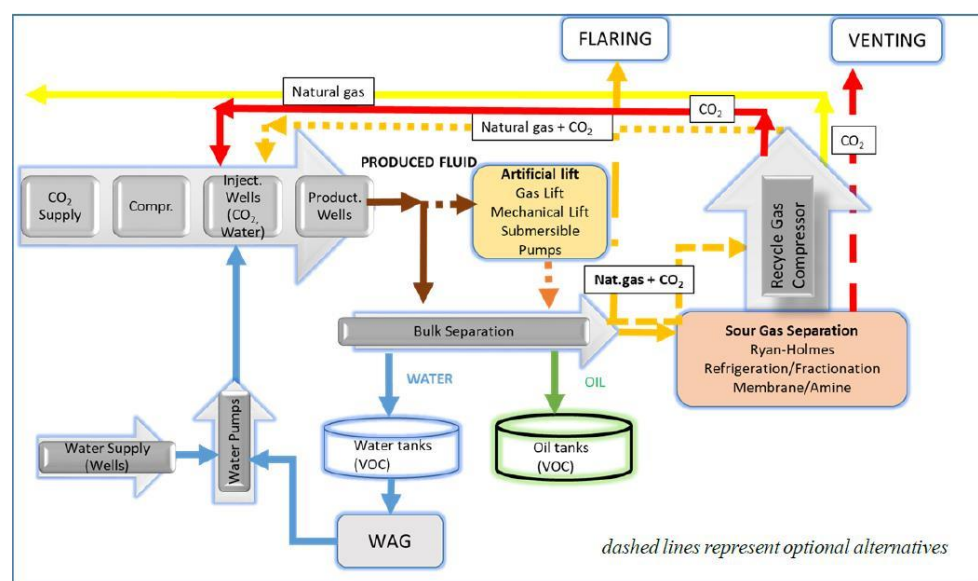 FLARING
VENTING
Natural gas
CO₂
Natural gas + CO₂
CO₂
PRODUCED FLUID
CO₂
Supply
Compr.
Inject.
Wells
(CO₂,
Water)
Product.
Wells
Artificial lift
Gas Lift
Mechanical Lift
Submersible
Pumps
Recycle Gas
Compressor
Nat.gas + CO₂
Bulk Separation
Sour Gas Separation
Ryan-Holmes
Refrigeration/Fractionation
Membrane/Amine
WATER
OIL
Water Supply
(Wells)
Water Pumps
Water tanks
(VOC)
Oil tanks
(VOC)
WAG
dashed lines represent optional alternatives